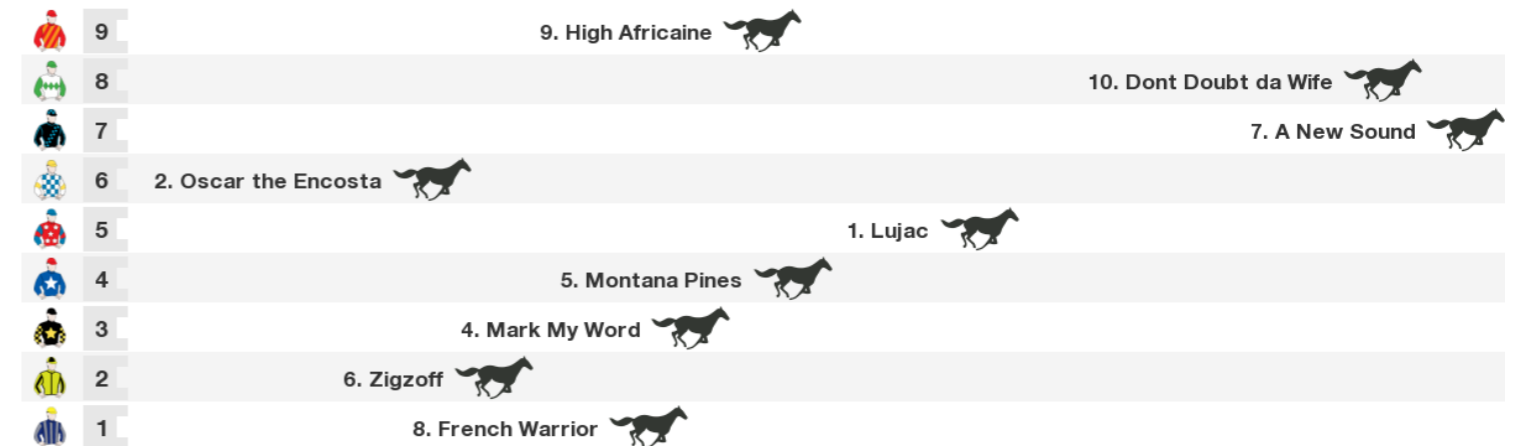 9 9. High Africaine
8 10. Dont Doubt da Wife
7 7. A New Sound
6 2. Oscar the Encosta
5 1. Lujac
4 5. Montana Pines
3 4. Mark My Word
2 6. Zigzoff
1 8. French Warrior